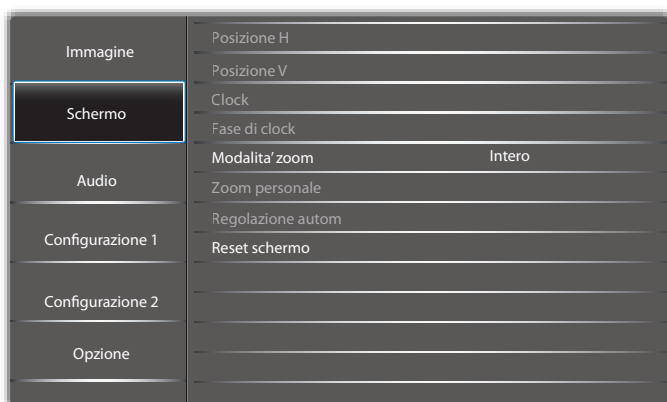 Immagine
Schermo
Audio
Configurazione 1
Configurazione 2
Opzione
Posizione H
Posizione V
Clock
Fase di clock
Modalita' zoom Intero
Zoom personale
Regolazione autom
Reset schermo